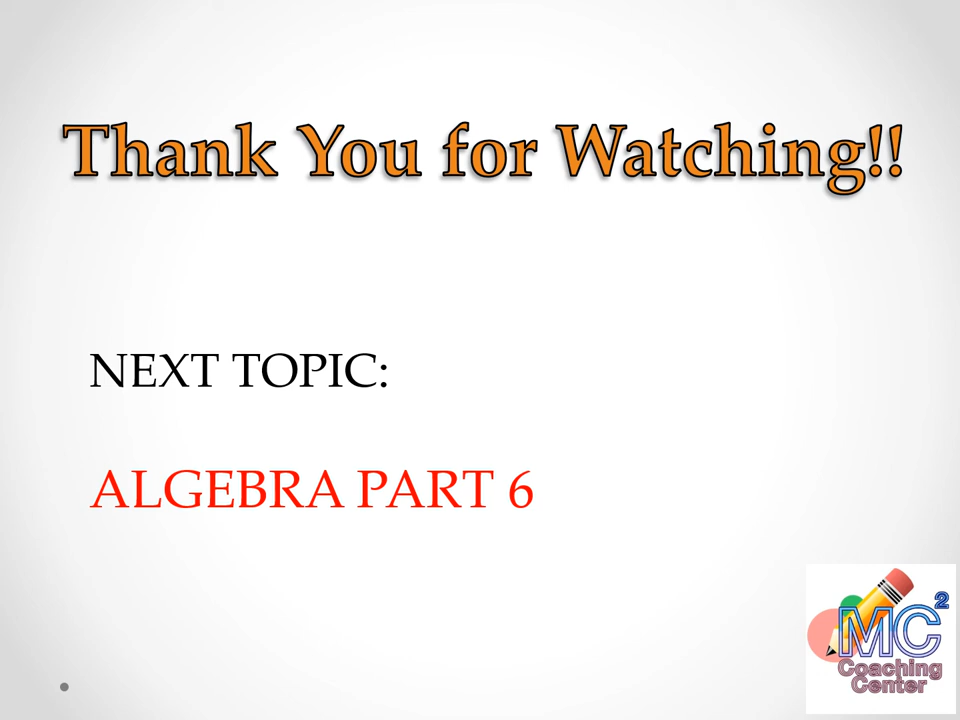 Thank You for Watching!!
NEXT TOPIC:
ALGEBRA PART 6
MC²
Coaching
Center